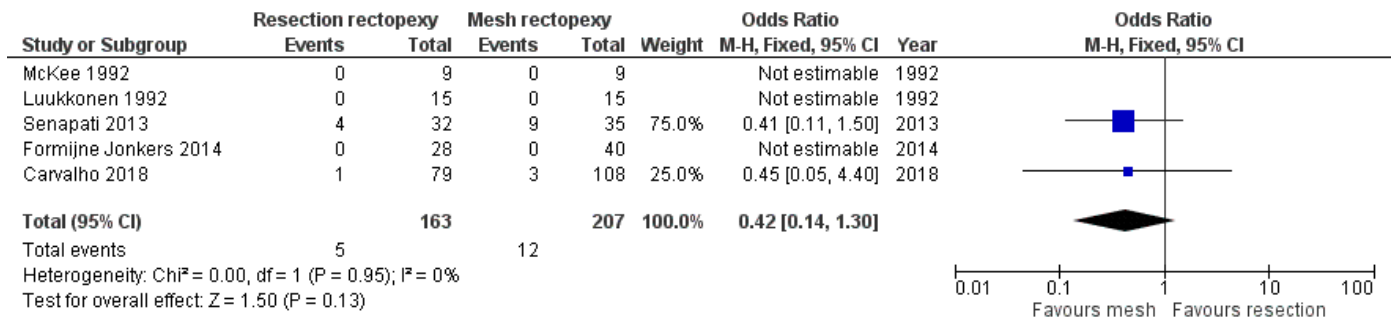 Resection rectopexy Mesh rectopexy Odds Ratio Odds Ratio
Study or Subgroup Events Total Events Total Weight M-H, Fixed, 95% CI Year M-H, Fixed, 95% CI
McKee 1992 0 9 0 9 Not estimable 1992
Luukkonen 1992 0 15 0 15 Not estimable 1992
Senapati 2013 4 32 9 35 75.0% 0.41 [0.11, 1.50] 2013
Formijne Jonkers 2014 0 28 0 40 Not estimable 2014
Carvalho 2018 1 79 3 108 25.0% 0.45 [0.05, 4.40] 2018
Total (95% CI) 163 207 100.0% 0.42 [0.14, 1.30]
Total events 5 12
Heterogeneity: Chi² = 0.00, df = 1 (P = 0.95); I² = 0%
Test for overall effect: Z = 1.50 (P = 0.13)
0.01 0.1 1 10 100
Favours mesh Favours resection